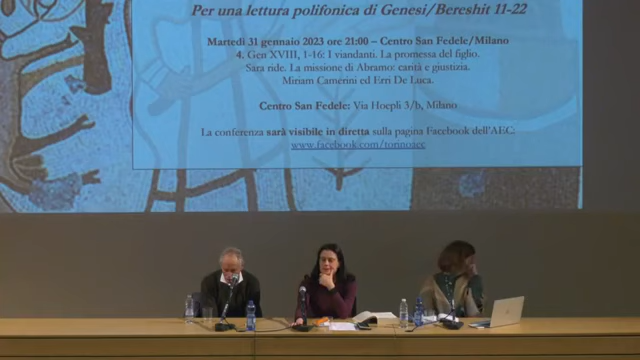 Per una lettura polifonica di Genesi/Bereshit 11-22
Martedì 31 gennaio 2023 ore 21:00 – Centro San Fedele/Milano
4. Gen XVIII, 1-16: I viandanti. La promessa del figlio.
Sara ride. La missione di Abramo: carità e giustizia.
Miriam Camerini ed Erri De Luca.
Centro San Fedele: Via Hoepli 3/b, Milano
La conferenza sarà visibile in diretta sulla pagina Facebook dell'AEC:
www.facebook.com/torinoaec